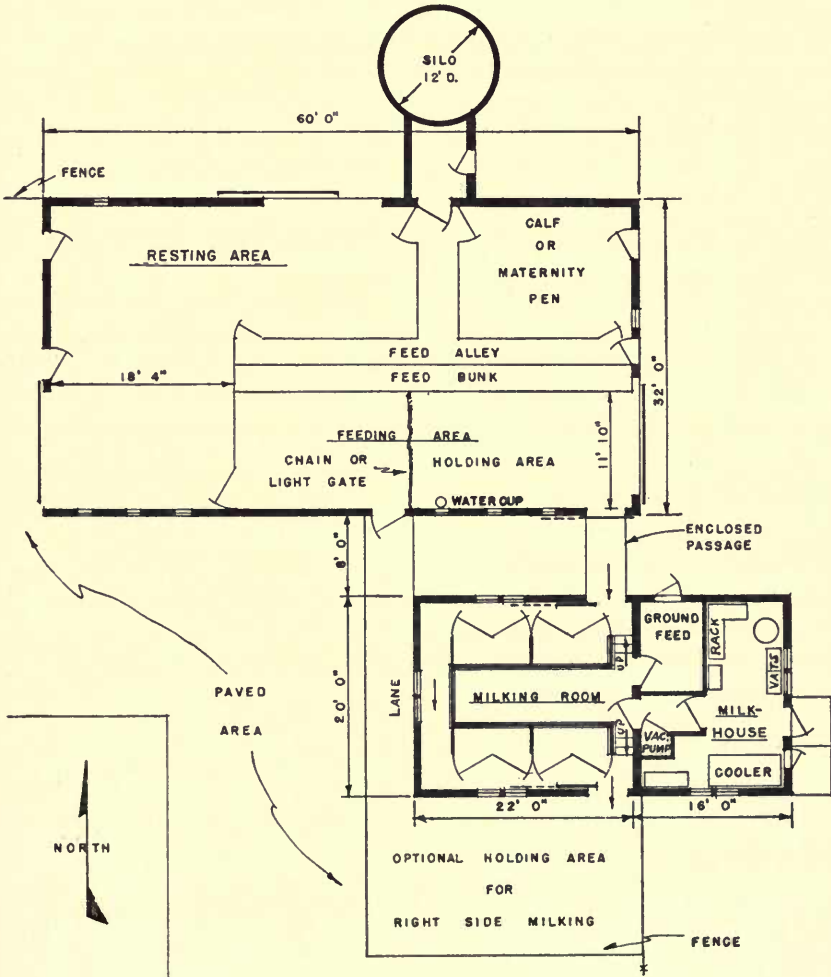 SILO
12' D.
60' 0"
FENCE
RESTING AREA
CALF
OR
MATERNITY
PEN
32' 0"
FEED ALLEY
FEED BUNK
18' 4"
FEEDING AREA
CHAIN OR
LIGHT GATE
HOLDING AREA
11' 10"
WATER CUP
ENCLOSED
PASSAGE
8' 0"
GROUND
FEED
RACK
VATS
UP
20' 0"
LANE
MILKING ROOM
MILK-
HOUSE
UP
VAC.
PUMP
COOLER
PAVED
AREA
22' 0"
16' 0"
NORTH
OPTIONAL HOLDING AREA
FOR
RIGHT SIDE MILKING
FENCE